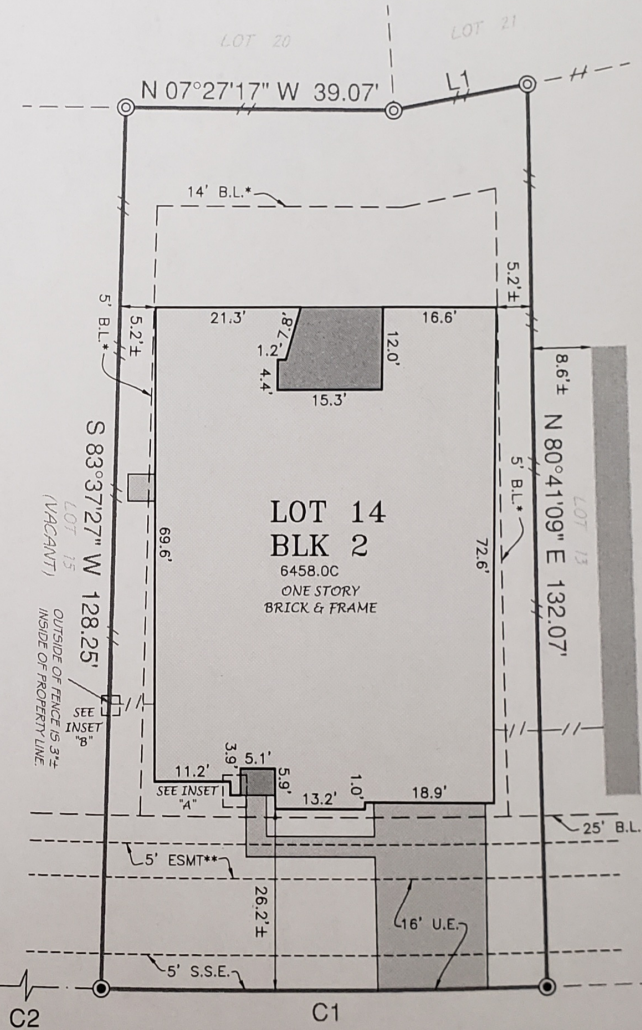 LOT 20
LOT 21
N 07°27'17" W 39.07'
L1
14' B.L.*
5.2'±
5' B.L.*
5.2'±
21.3'
7.8'
16.6'
1.2'
12.0'
4.4'
15.3'
8.6'±
S 83°37'27" W 128.25'
LOT 15
(VACANT)
N 80°41'09" E 132.07'
LOT 13
5' B.L.*
69.6'
72.6'
LOT 14
BLK 2
6458.0C
ONE STORY
BRICK & FRAME
OUTSIDE OF FENCE IS 3"±
INSIDE OF PROPERTY LINE.
SEE
INSET
"B"
11.2'
3.9'
5.1'
5.9'
SEE INSET
"A"
13.2'
1.0'
18.9'
25' B.L.
5' ESMT**
26.2'±
16' U.E.
5' S.S.E.
C2
C1